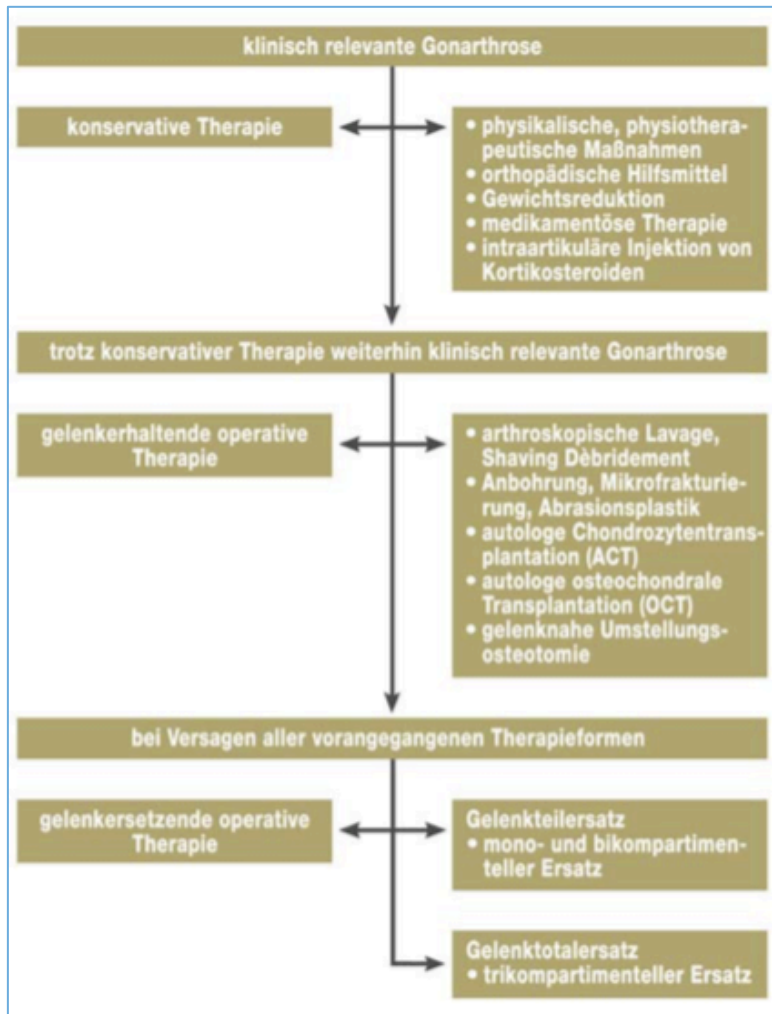 klinisch relevante Gonarthrose
konservative Therapie
• physikalische, physiothera-
peutische Maßnahmen
• orthopädische Hilfsmittel
• Gewichtsreduktion
• medikamentöse Therapie
• intraartikuläre Injektion von
Kortikosteroiden
trotz konservativer Therapie weiterhin klinisch relevante Gonarthrose
gelenkerhaltende operative
Therapie
• arthroskopische Lavage,
Shaving Dèbridement
• Anbohrung, Mikrofrakturie-
rung, Abrasionsplastik
• autologe Chondrozytentrans-
plantation (ACT)
• autologe osteochondrale
Transplantation (OCT)
• gelenknahe Umstellungs-
osteotomie
bei Versagen aller vorangegangenen Therapieformen
gelenkersetzende operative
Therapie
Gelenkteilersatz
• mono- und bikompartimen-
teller Ersatz
Gelenktotalersatz
• trikompartimenteller Ersatz